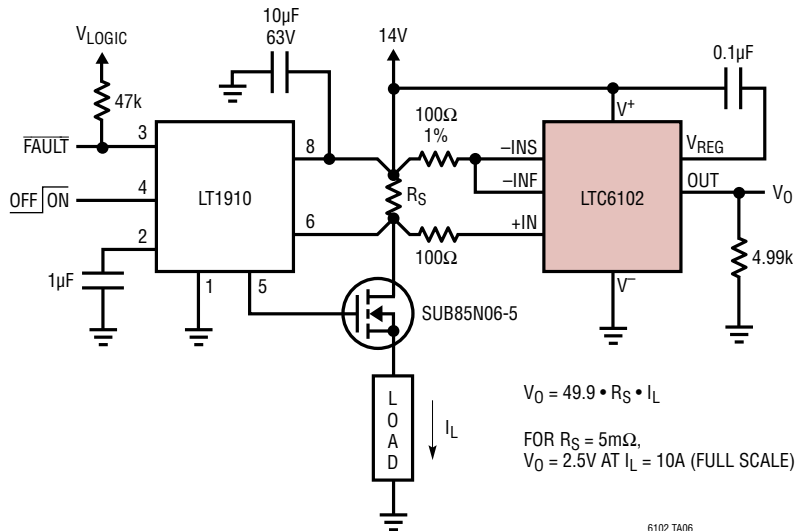 10µF
63V
VLOGIC
14V
0.1µF
47k
100Ω
1%
V+
FAULT
3
8
–INS
VREG
–INF
OUT
VO
OFF ON
4
LT1910
RS
LTC6102
6
+IN
2
100Ω
4.99k
1µF
1
5
V–
SUB85N06-5
LOAD
IL
VO = 49.9 • RS • IL
FOR RS = 5mΩ,
VO = 2.5V AT IL = 10A (FULL SCALE)
6102 TA06